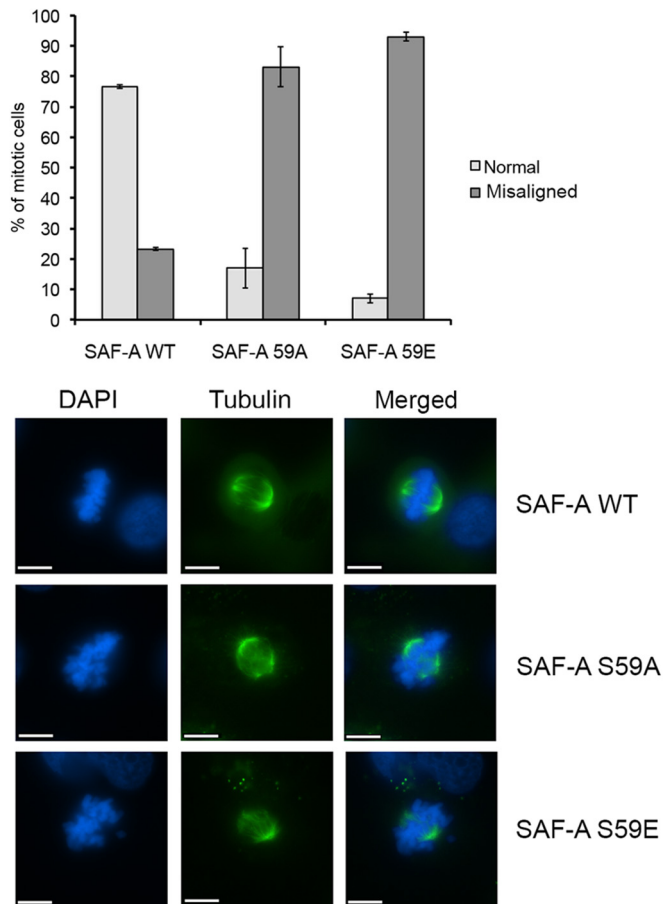 100
90
80
70
60
50
40
30
20
10
0
% of mitotic cells
Normal
Misaligned
SAF-A WT SAF-A 59A SAF-A 59E
DAPI Tubulin Merged
SAF-A WT
SAF-A S59A
SAF-A S59E